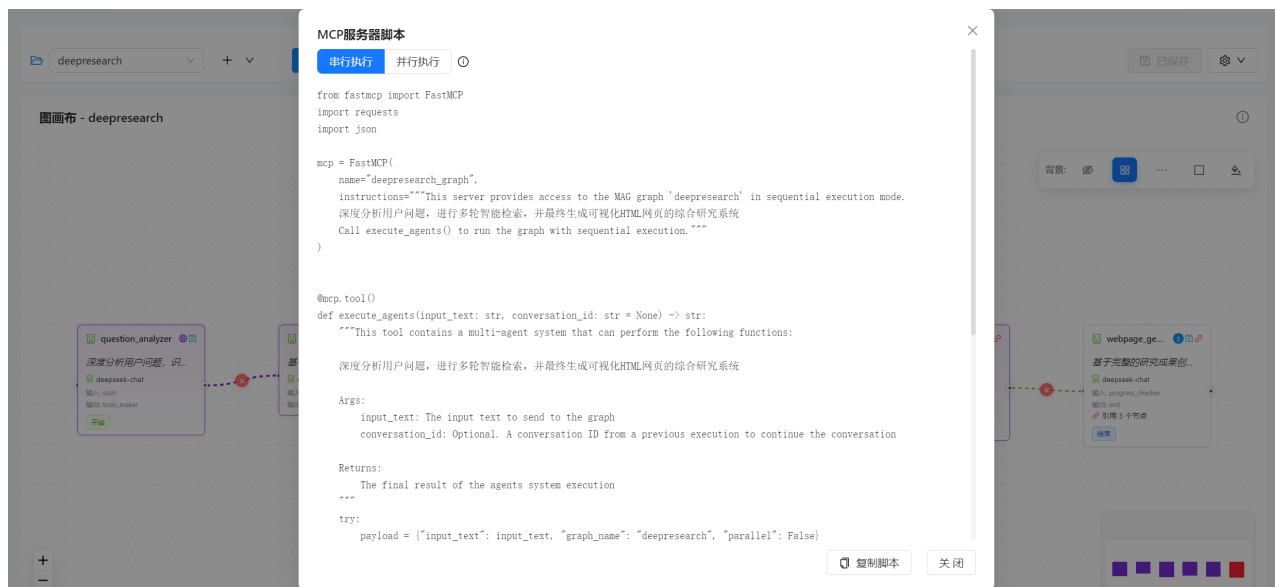 MCP服务器脚本
串行执行 并行执行
from fastmcp import FastMCP
import requests
import json
mcp = FastMCP(
name="deepresearch_graph",
instructions="""This server provides access to the MAG graph 'deepresearch' in sequential execution mode.
深度分析用户问题，进行多轮智能检索，并最终生成可视化HTML网页的综合研究系统
Call execute_agents() to run the graph with sequential execution."""
)
@mcp.tool()
def execute_agents(input_text: str, conversation_id: str = None) -> str:
"""This tool contains a multi-agent system that can perform the following functions:
深度分析用户问题，进行多轮智能检索，并最终生成可视化HTML网页的综合研究系统
Args:
input_text: The input text to send to the graph
conversation_id: Optional. A conversation ID from a previous execution to continue the conversation
Returns:
The final result of the agents system execution
"""
try:
payload = {"input_text": input_text, "graph_name": "deepresearch", "parallel": False}
复制脚本 关 闭
deepresearch
已保存
图画布 - deepresearch
背景:
question_analyzer
深度分析用户问题，识...
deepseek-chat
输入: start
输出: todo_maker
开始
webpage_ge... 5
基于完整的研究成果创...
deepseek-chat
输入: progress_checker
输出: end
引用 3 个节点
结束